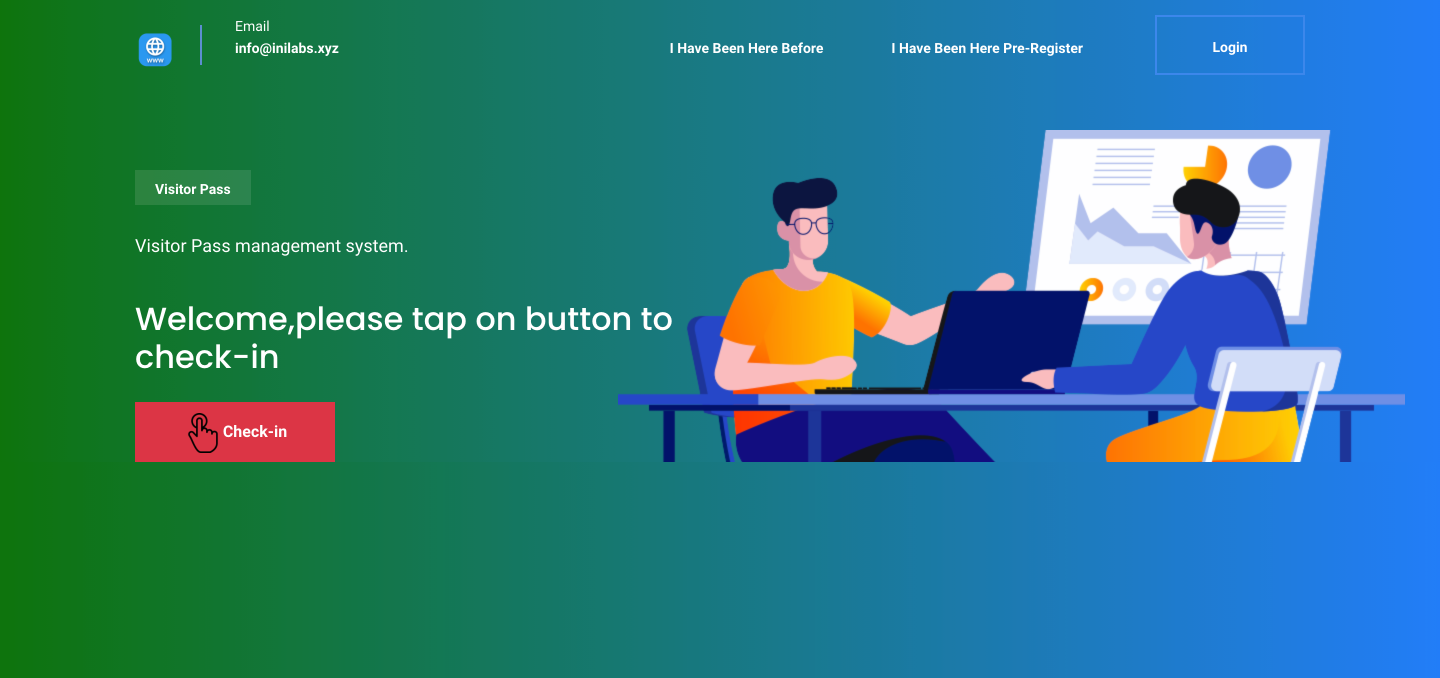 www
Email
info@inilabs.xyz
I Have Been Here Before
I Have Been Here Pre-Register
Login
Visitor Pass
Visitor Pass management system.
Welcome,please tap on button to
check-in
Check-in